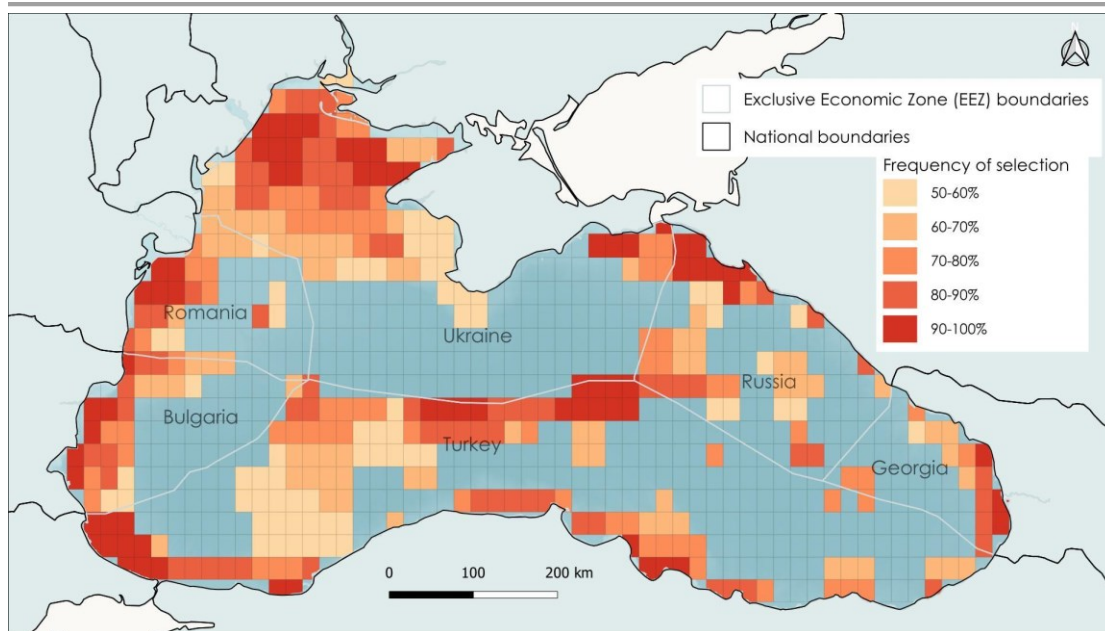 N
Exclusive Economic Zone (EEZ) boundaries
National boundaries
Frequency of selection
50-60%
60-70%
70-80%
80-90%
90-100%
Romania
Ukraine
Russia
Bulgaria
Turkey
Georgia
0 100 200 km